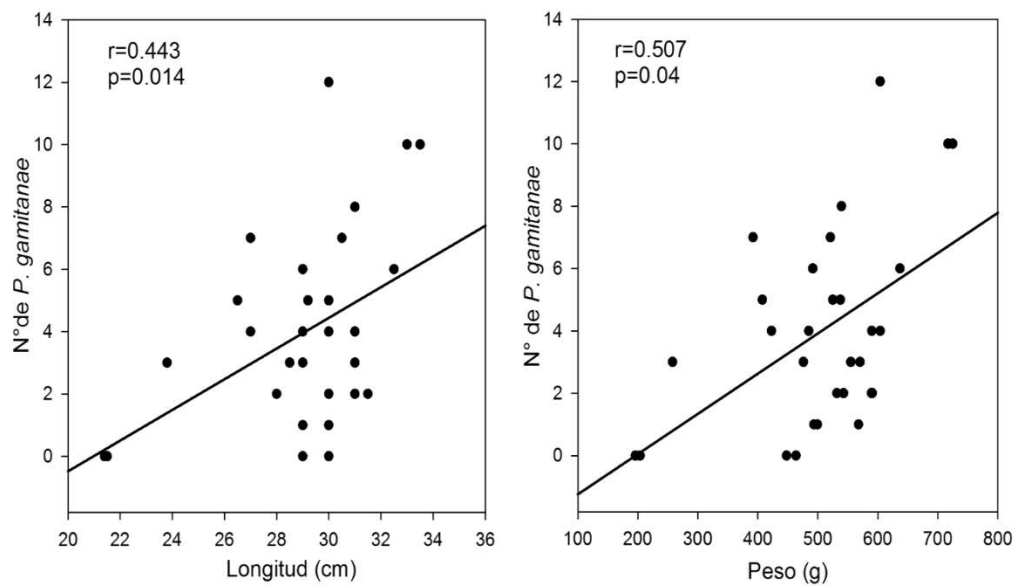 r=0.443
p=0.014
N°de P. gamitanae
14
12
10
8
6
4
2
0
20 22 24 26 28 30 32 34 36
Longitud (cm)
r=0.507
p=0.04
N° de P. gamitanae
14
12
10
8
6
4
2
0
100 200 300 400 500 600 700 800
Peso (g)